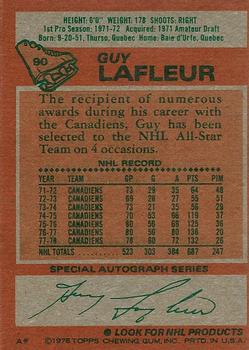 HEIGHT: 6'0" WEIGHT: 178 SHOOTS: RIGHT
1st Pro Season: 1971-72 1971 Amateur Draft
Born: 9-20-51, Thurso, Quebec Home: Baie d'Urfe, Quebec
90
GUY
LAFLEUR
The recipient of numerous
awards during his career with
the Canadiens, Guy has been
selected to the NHL All-Star
Team on 4 occasions.
NHL RECORD
YEAR TEAM GP G A PTS PIM
71-72 CANADIENS 73 29 35 64 48
72-73 CANADIENS 69 28 27 55 51
73-74 CANADIENS 73 21 35 56 29
74-75 CANADIENS 70 53 66 119 37
75-76 CANADIENS 80 56 69 125 36
76-77 CANADIENS 80 56 80 136 20
77-78 CANADIENS 78 60 72 132 26
NHL TOTALS 523 303 384 687 247
SPECIAL AUTOGRAPH SERIES
Guy Lafleur
LOOK FOR NHL PRODUCTS
A* ©1978 TOPPS CHEWING GUM, INC. PRTD. IN U.S.A.